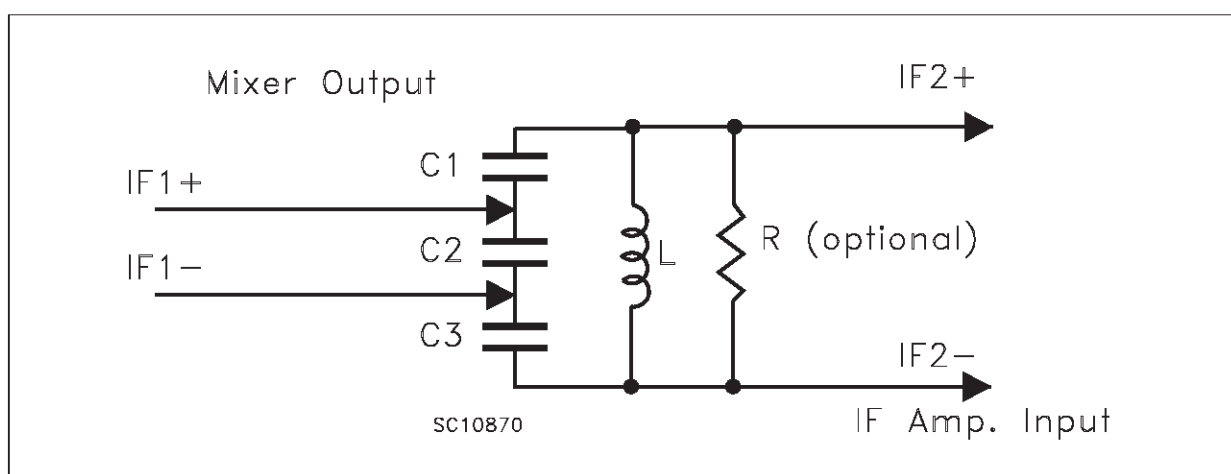 Mixer Output
IF2+
C1
IF1+
C2
L
R (optional)
IF1-
C3
IF2-
SC10870
IF Amp. Input